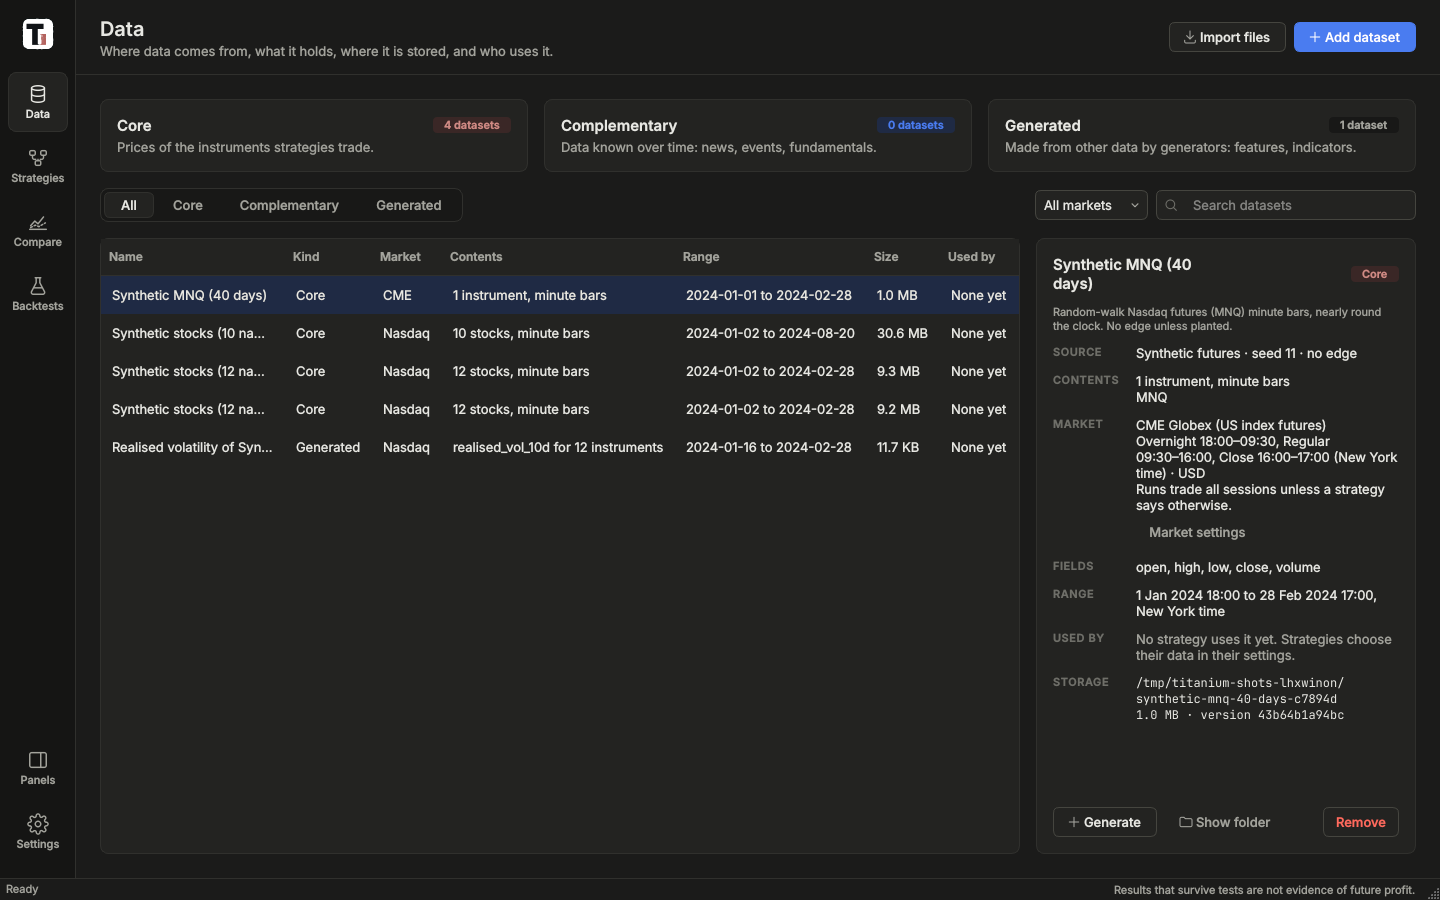 Ti
Data
Where data comes from, what it holds, where it is stored, and who uses it.
Import files
+ Add dataset
Data
Strategies
Compare
Backtests
Panels
Settings
Core
4 datasets
Prices of the instruments strategies trade.
Complementary
0 datasets
Data known over time: news, events, fundamentals.
Generated
1 dataset
Made from other data by generators: features, indicators.
All Core Complementary Generated
All markets
Search datasets
Name Kind Market Contents Range Size Used by
Synthetic MNQ (40 days) Core CME 1 instrument, minute bars 2024-01-01 to 2024-02-28 1.0 MB None yet
Synthetic stocks (10 na... Core Nasdaq 10 stocks, minute bars 2024-01-02 to 2024-08-20 30.6 MB None yet
Synthetic stocks (12 na... Core Nasdaq 12 stocks, minute bars 2024-01-02 to 2024-02-28 9.3 MB None yet
Synthetic stocks (12 na... Core Nasdaq 12 stocks, minute bars 2024-01-02 to 2024-02-28 9.2 MB None yet
Realised volatility of Syn... Generated Nasdaq realised_vol_10d for 12 instruments 2024-01-16 to 2024-02-28 11.7 KB None yet
Synthetic MNQ (40
days)
Core
Random-walk Nasdaq futures (MNQ) minute bars, nearly round
the clock. No edge unless planted.
SOURCE Synthetic futures · seed 11 · no edge
CONTENTS 1 instrument, minute bars
MNQ
MARKET CME Globex (US index futures)
Overnight 18:00–09:30, Regular
09:30–16:00, Close 16:00–17:00 (New York
time) · USD
Runs trade all sessions unless a strategy
says otherwise.
Market settings
FIELDS open, high, low, close, volume
RANGE 1 Jan 2024 18:00 to 28 Feb 2024 17:00,
New York time
USED BY No strategy uses it yet. Strategies choose
their data in their settings.
STORAGE /tmp/titanium-shots-lhxwinon/
synthetic-mnq-40-days-c7894d
1.0 MB · version 43b64b1a94bc
+ Generate
Show folder
Remove
Ready
Results that survive tests are not evidence of future profit.